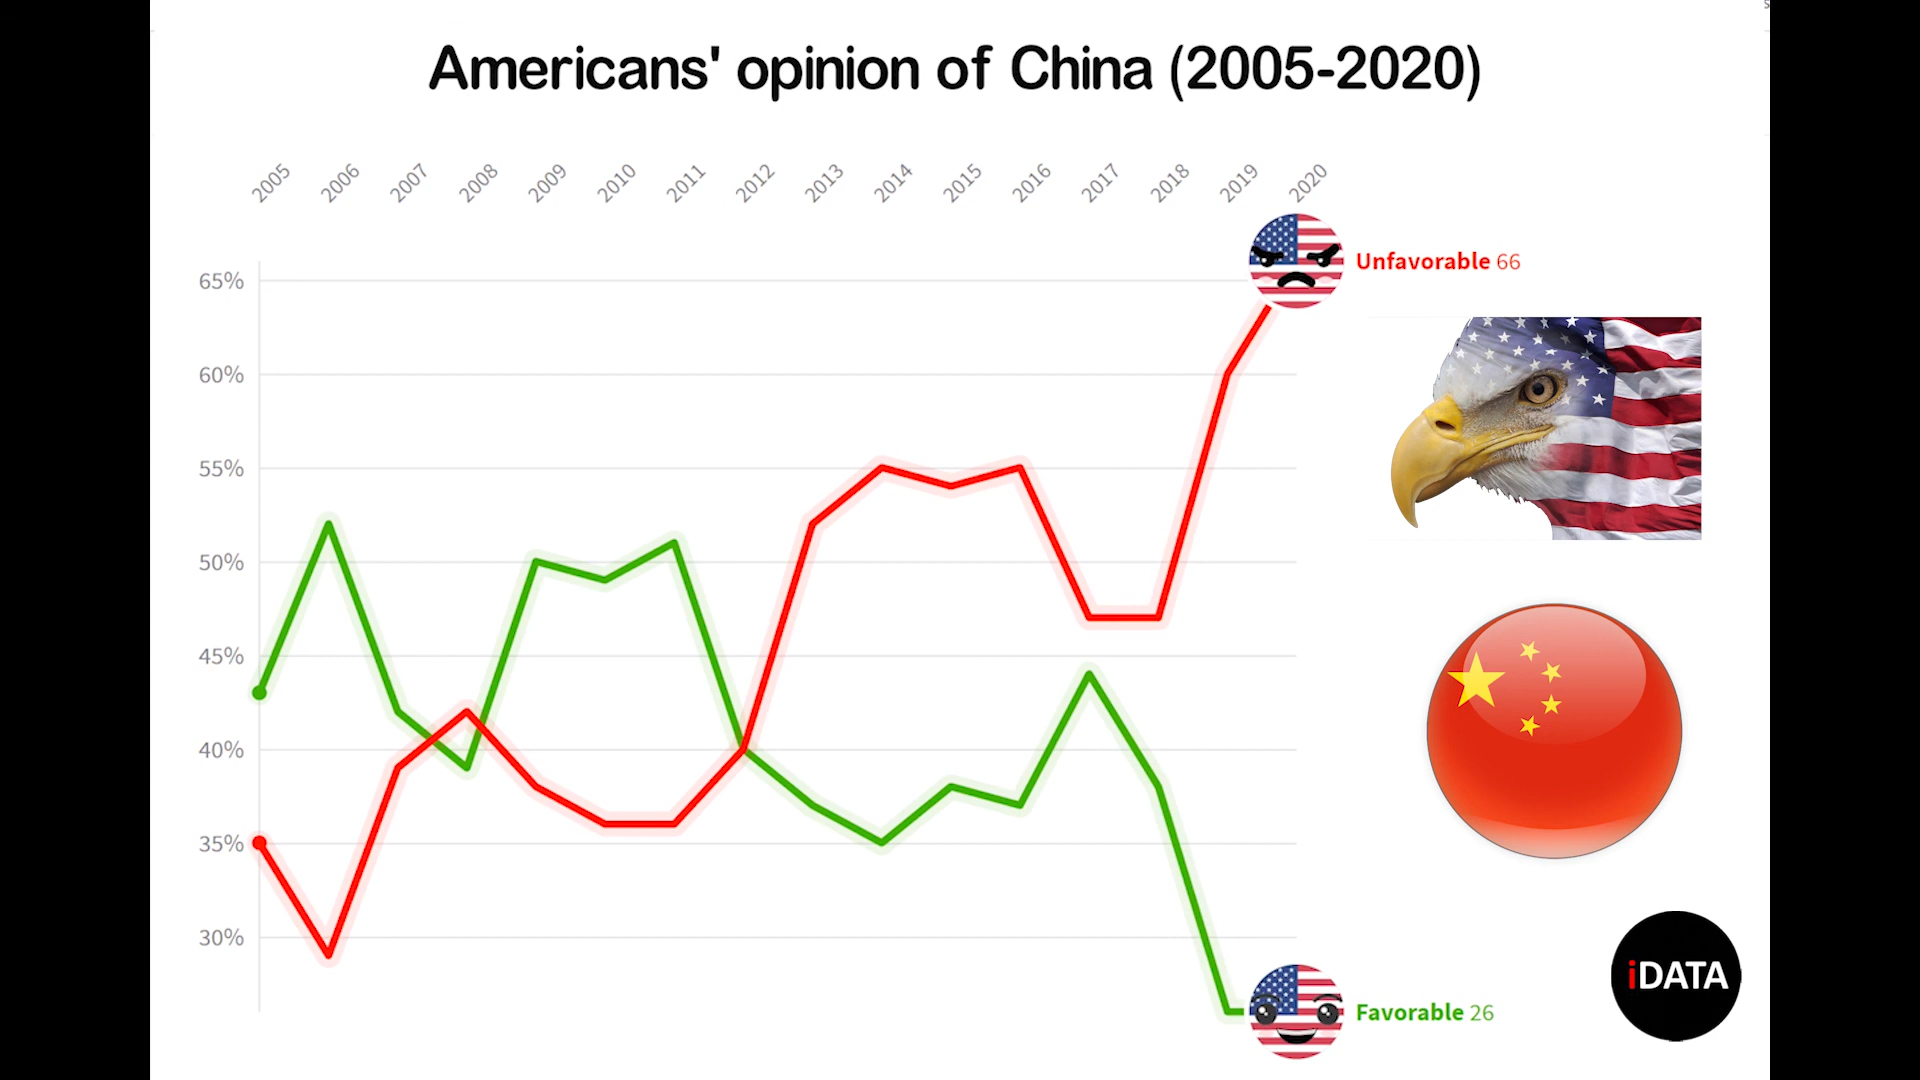 Americans' opinion of China (2005-2020)
2005 2006 2007 2008 2009 2010 2011 2012 2013 2014 2015 2016 2017 2018 2019 2020
Unfavorable 66
65%
60%
55%
50%
45%
40%
35%
30%
iDATA
Favorable 26